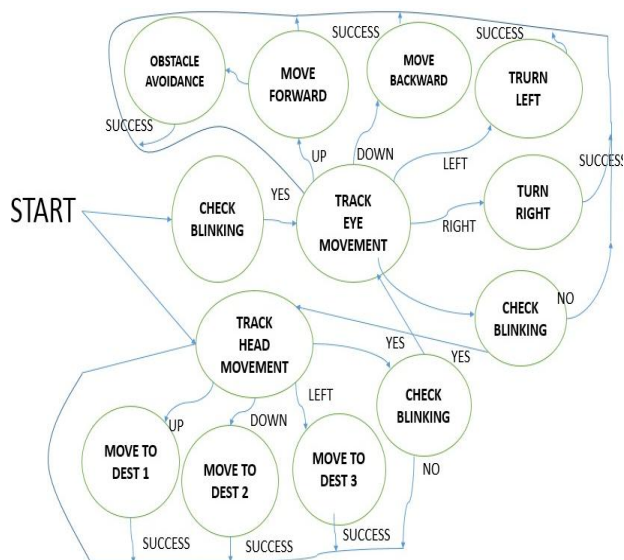 SUCCESS
SUCCESS
OBSTACLE
AVOIDANCE
MOVE
FORWARD
MOVE
BACKWARD
TRURN
LEFT
SUCCESS
UP
DOWN
LEFT
SUCCESS
START
CHECK
BLINKING
YES
TRACK
EYE
MOVEMENT
RIGHT
TURN
RIGHT
CHECK
BLINKING
NO
TRACK
HEAD
MOVEMENT
YES
YES
CHECK
BLINKING
UP
DOWN
LEFT
MOVE TO
DEST 1
MOVE TO
DEST 2
MOVE TO
DEST 3
NO
SUCCESS
SUCCESS
SUCCESS